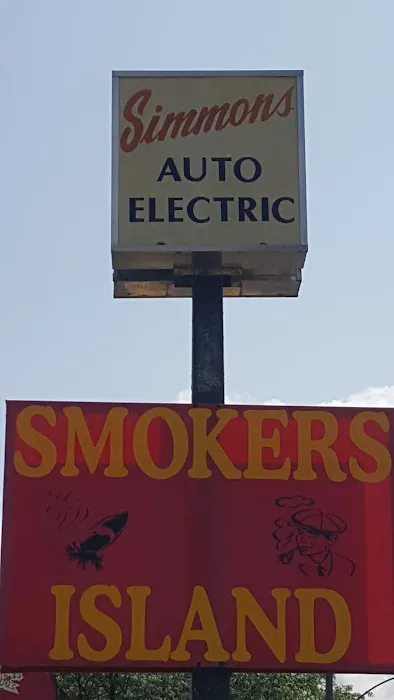 Simmons
AUTO
ELECTRIC
SMOKERS
ISLAND